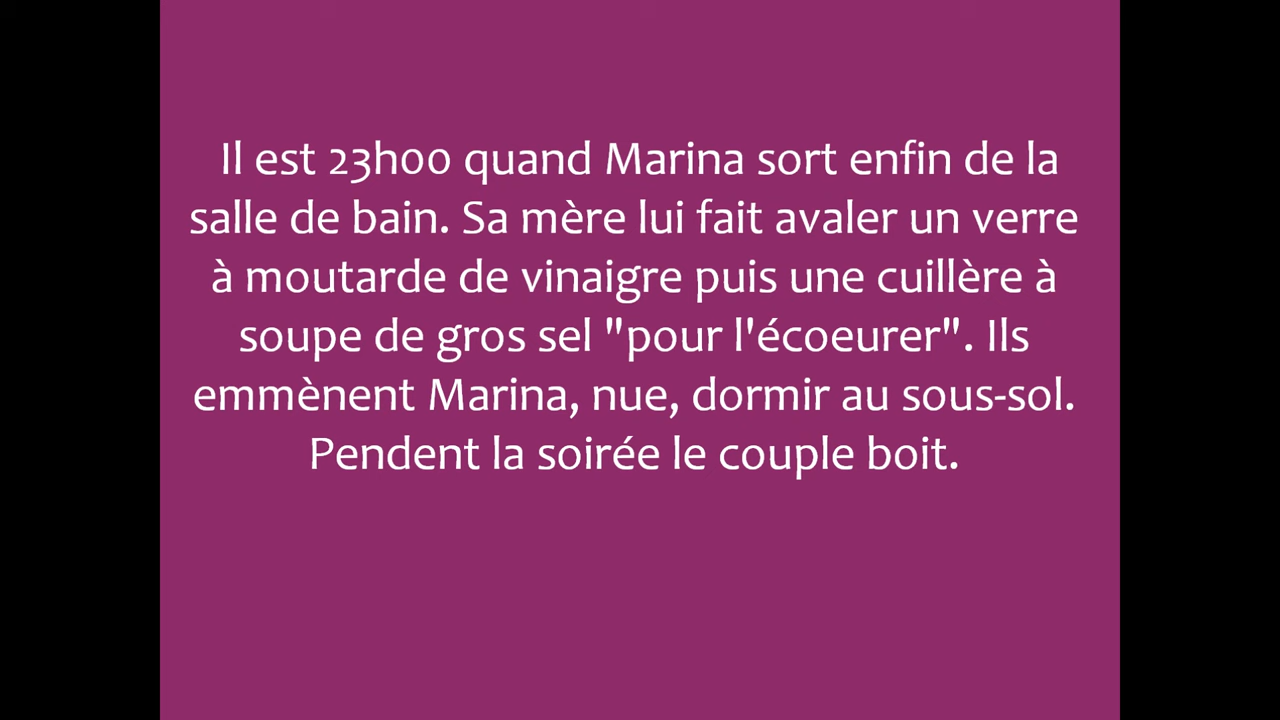 Il est 23h00 quand Marina sort enfin de la
salle de bain. Sa mère lui fait avaler un verre
à moutarde de vinaigre puis une cuillère à
soupe de gros sel "pour l'écoeurer". Ils
emmènent Marina, nue, dormir au sous-sol.
Pendent la soirée le couple boit.